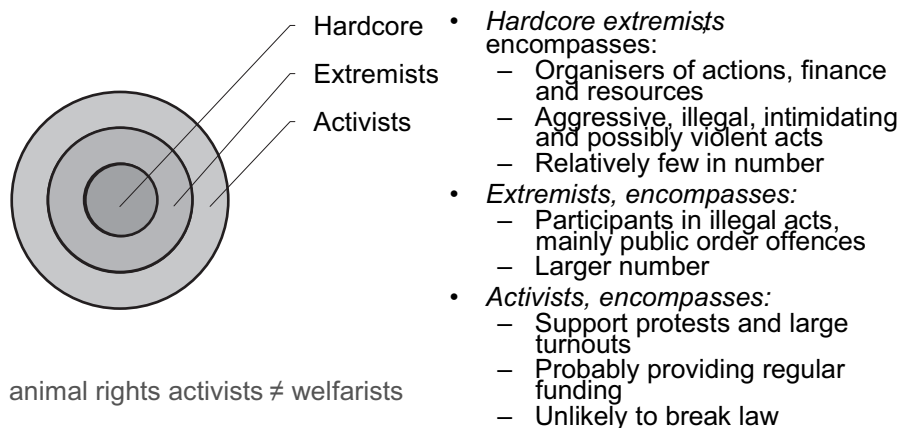 Hardcore
Extremists
Activists
animal rights activists ≠ welfarists
• Hardcore extremists,
encompasses:
– Organisers of actions, finance
and resources
– Aggressive, illegal, intimidating
and possibly violent acts
– Relatively few in number
• Extremists, encompasses:
– Participants in illegal acts,
mainly public order offences
– Larger number
• Activists, encompasses:
– Support protests and large
turnouts
– Probably providing regular
funding
– Unlikely to break law